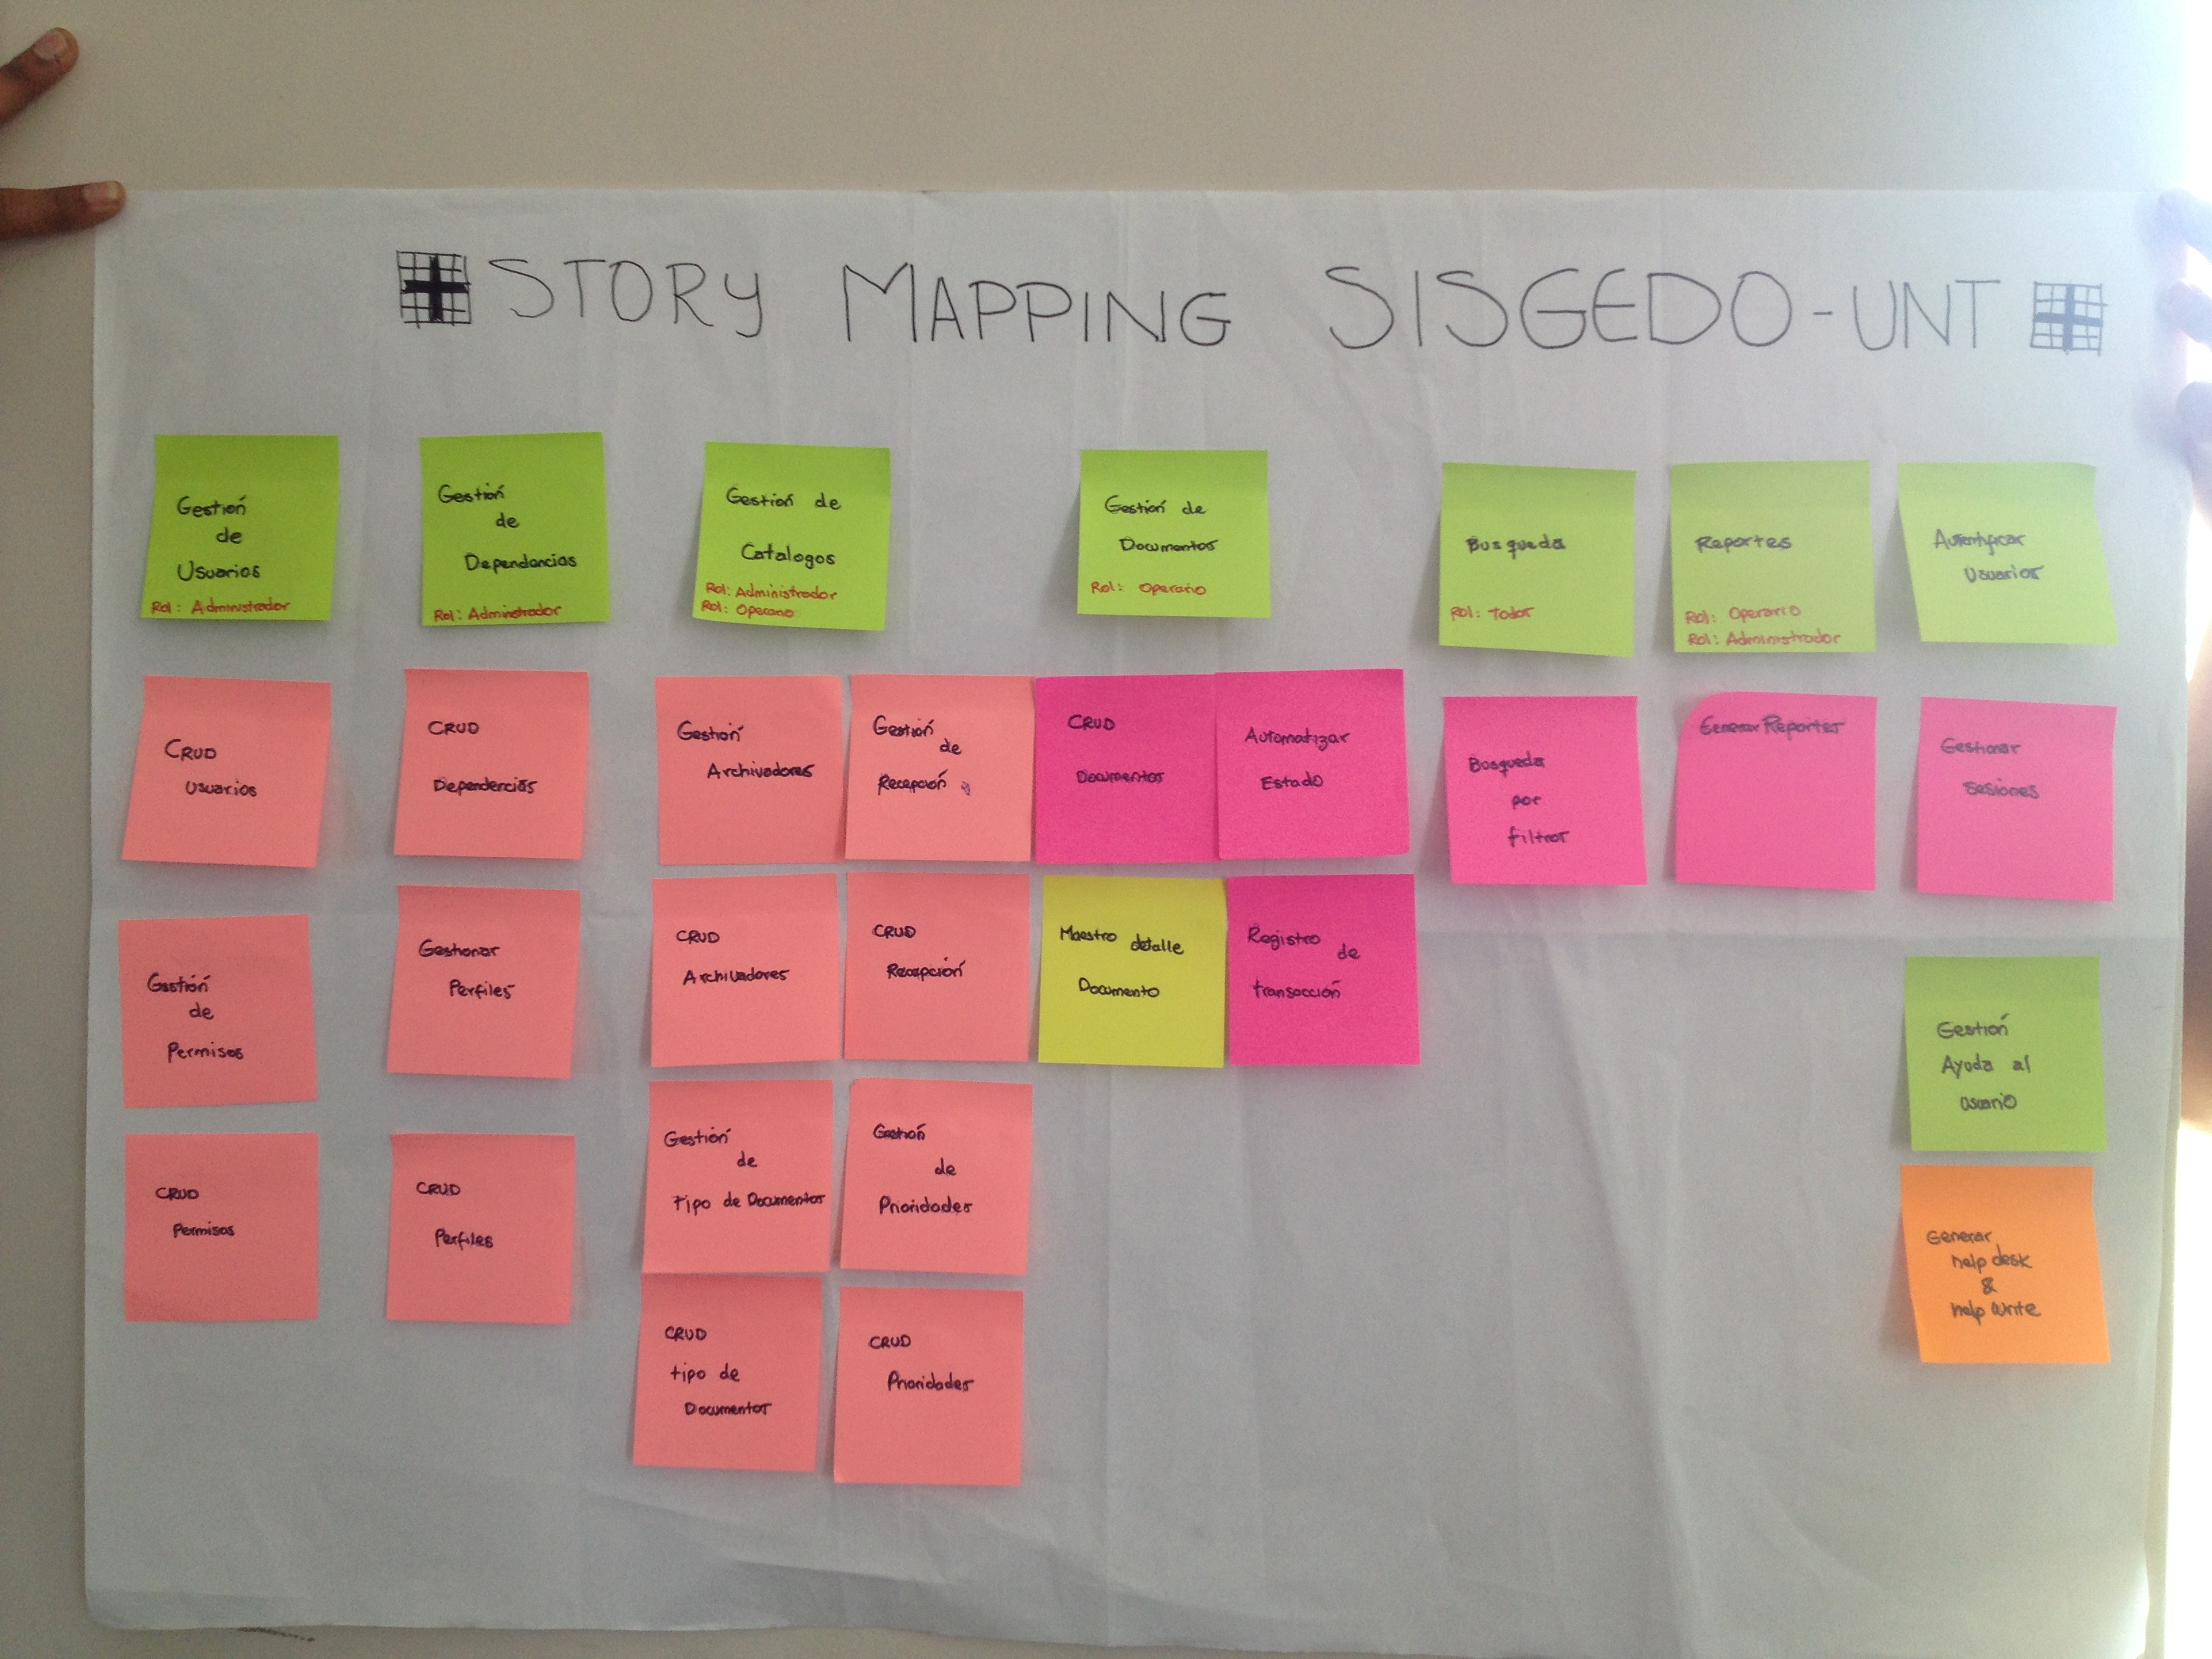 STORY MAPPING SISGEDO-UNT
Gestión
de
Usuarios
Rol: Administrador
Gestión
de
Dependencias
Rol: Administrador
Gestión de
Catalogos
Rol: Administrador
Rol: Operario
Gestión de
Documentos
Rol: Operario
Busqueda
Rol: Todos
Reportes
Rol: Operario
Rol: Administrador
Autentificar
Usuarios
CRUD
Usuarios
CRUD
Dependencias
Gestión
Archivadores
Gestión
de
Recepción
CRUD
Documentos
Automatizar
Estado
Busqueda
por
filtros
Generar Reportes
Gestionar
sesiones
Gestión
de
Permisos
Gestionar
Perfiles
CRUD
Archivadores
CRUD
Recepción
Maestro detalle
Documento
Registro
de
transacción
Gestión
Ayuda al
usuario
CRUD
Permisos
CRUD
Perfiles
Gestión
de
tipo de Documentos
Gestión
de
Prioridades
Generar
help desk
&
help write
CRUD
tipo de
Documentos
CRUD
Prioridades